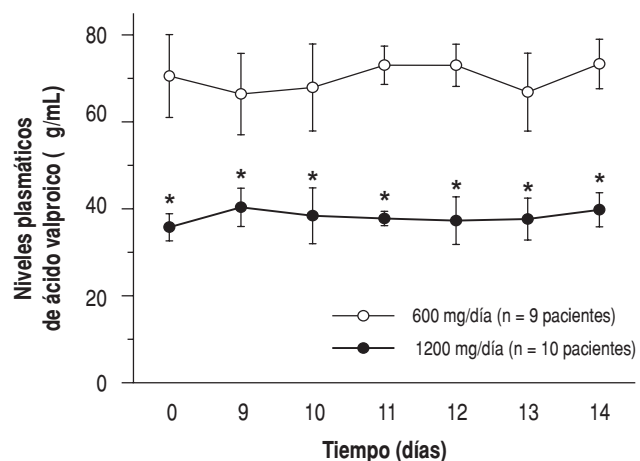 80
60
40
20
0
Niveles plasmáticos
de ácido valproico ( g/mL)
* * * * * * *
600 mg/día (n = 9 pacientes)
1200 mg/día (n = 10 pacientes)
0 9 10 11 12 13 14
Tiempo (días)